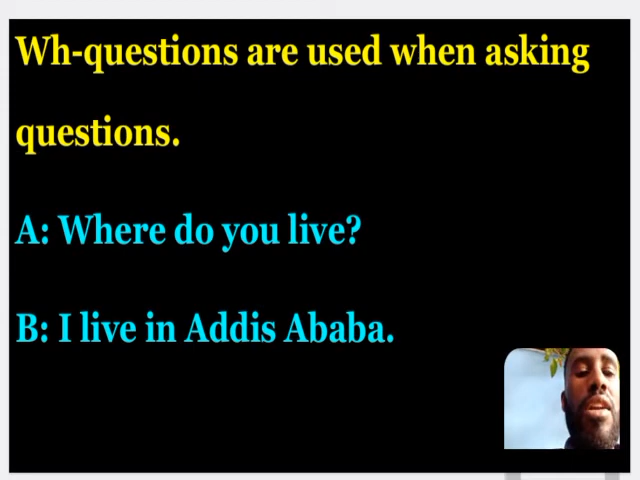 Wh-questions are used when asking
questions.
A: Where do you live?
B: I live in Addis Ababa.